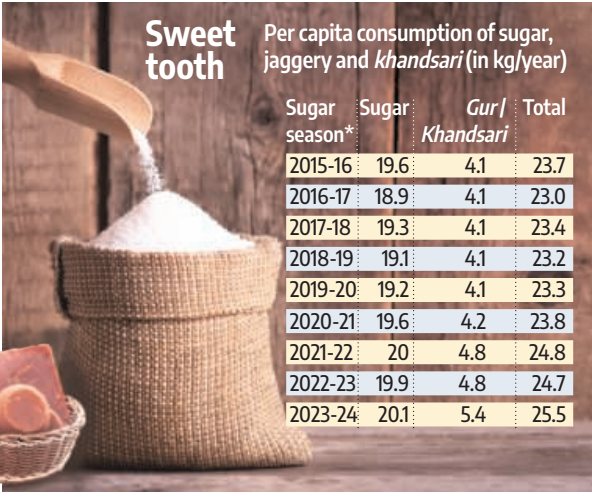 Sweet
tooth
Per capita consumption of sugar,
jaggery and khandsari (in kg/year)
Sugar season* Sugar Gur/ Khandsari Total
2015-16 19.6 4.1 23.7
2016-17 18.9 4.1 23.0
2017-18 19.3 4.1 23.4
2018-19 19.1 4.1 23.2
2019-20 19.2 4.1 23.3
2020-21 19.6 4.2 23.8
2021-22 20 4.8 24.8
2022-23 19.9 4.8 24.7
2023-24 20.1 5.4 25.5